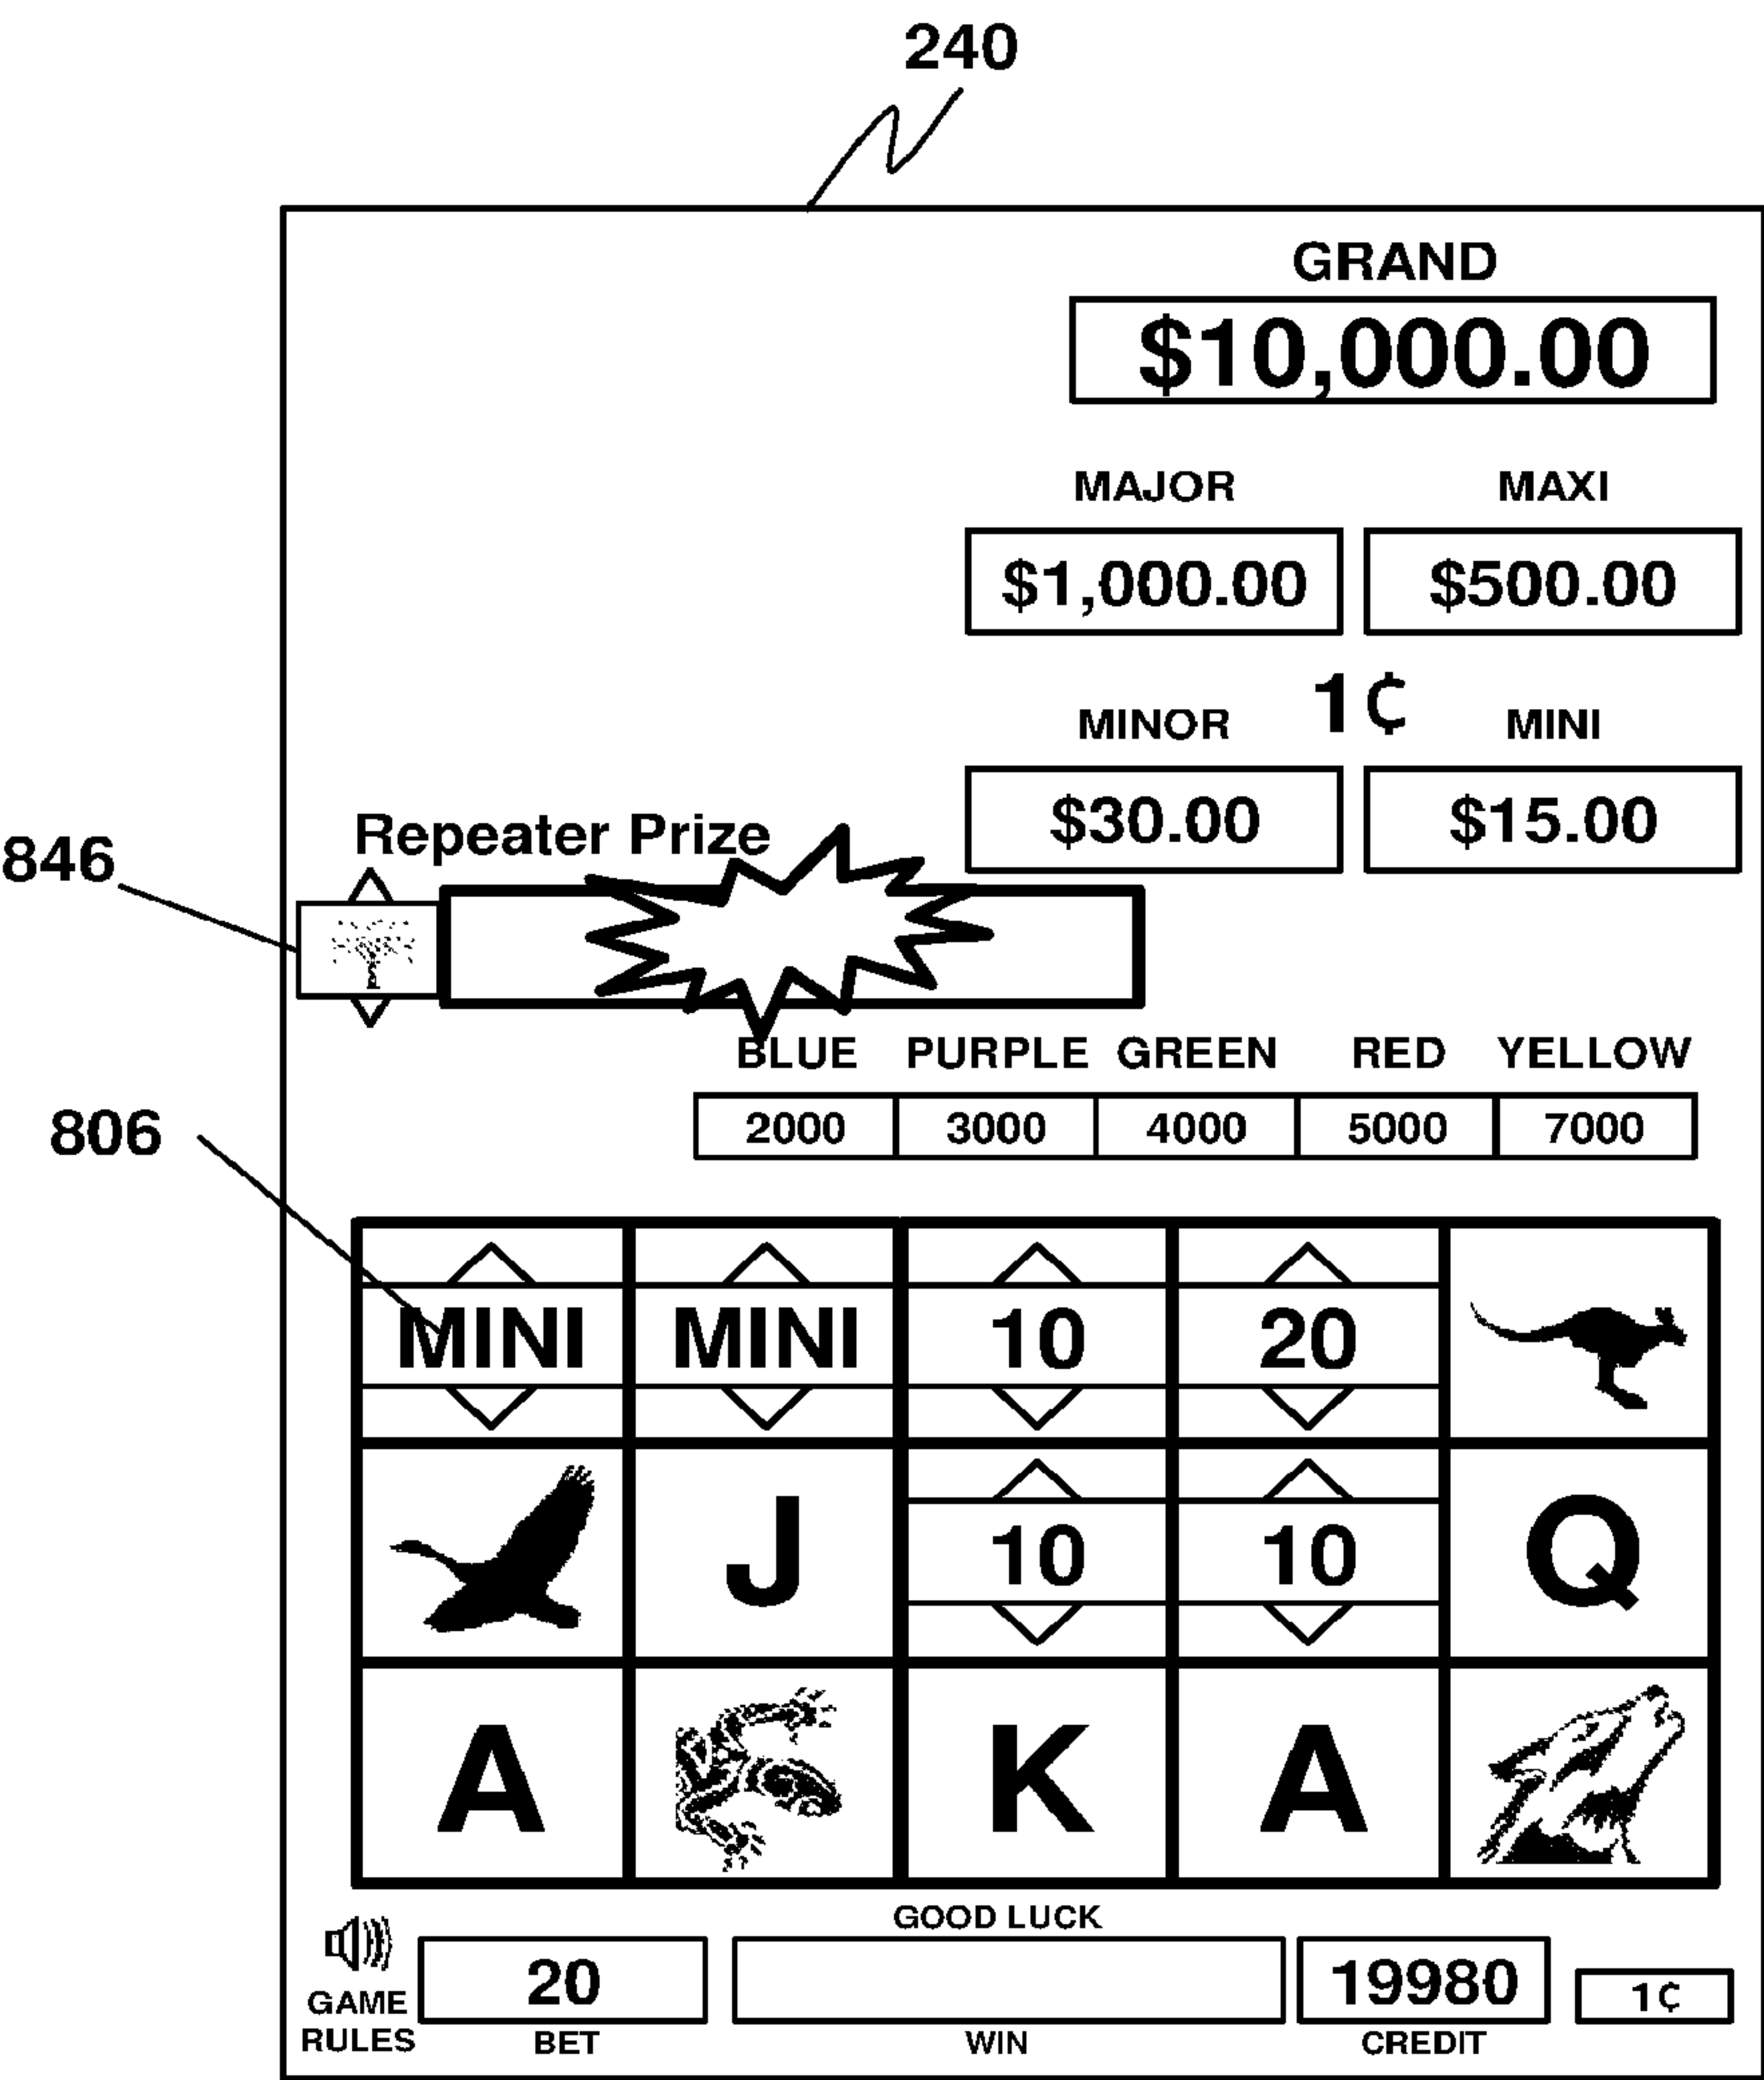 240
GRAND
$10,000.00
MAJOR MAXI
$1,000.00 $500.00
1¢
MINOR MINI
$30.00 $15.00
Repeater Prize
846
BLUE PURPLE GREEN RED YELLOW
2000 3000 4000 5000 7000
806
MINI MINI 10 20
J 10 10 Q
A K A
GOOD LUCK
20 19980 1¢
GAME
RULES BET WIN CREDIT